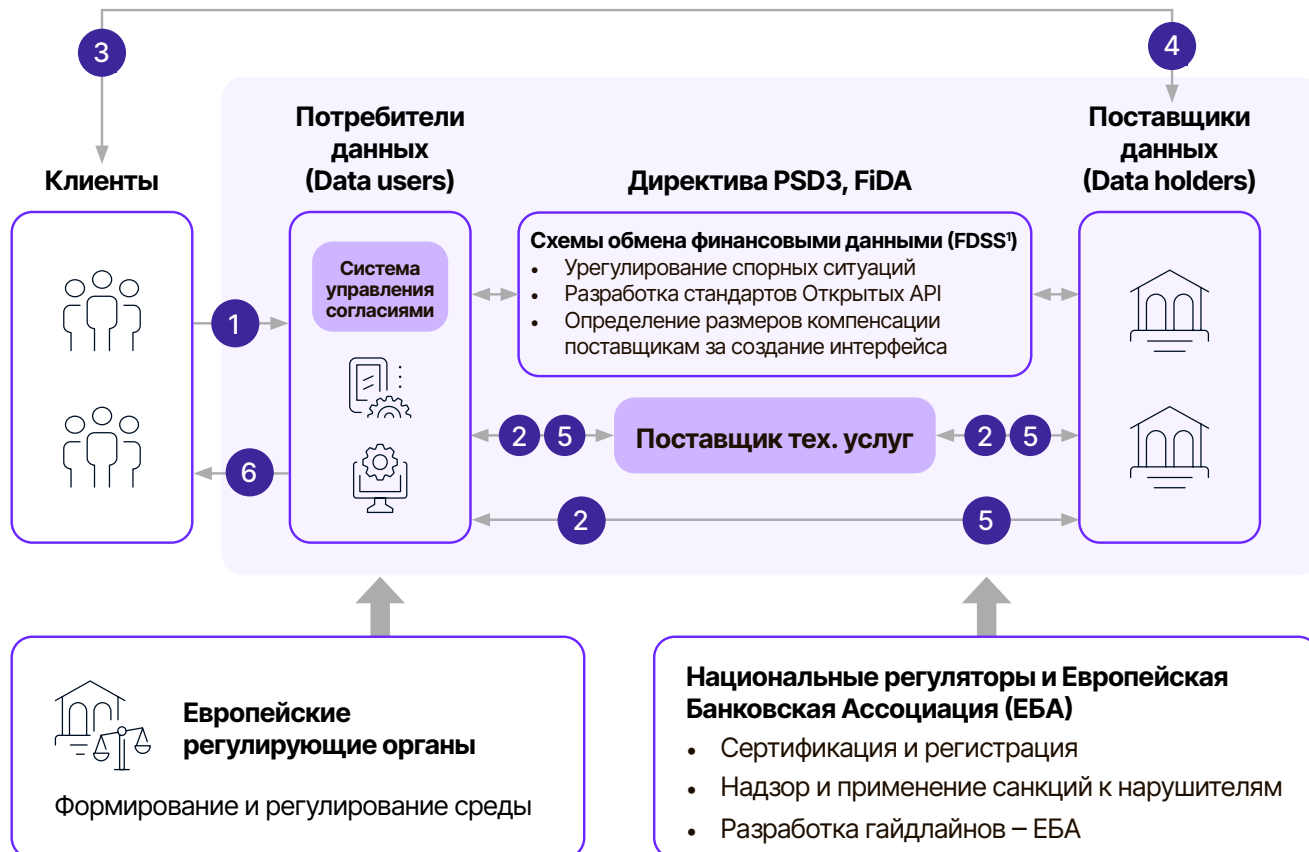 3
4
Потребители
данных
(Data users)
Поставщики
данных
(Data holders)
Клиенты
Директива PSD3, FiDA
Система
управления
согласиями
Схемы обмена финансовыми данными (FDSS¹)
• Урегулирование спорных ситуаций
• Разработка стандартов Открытых API
• Определение размеров компенсации
поставщикам за создание интерфейса
1
2 5
Поставщик тех. услуг
2 5
6
2
5
Европейские
регулирующие органы
Формирование и регулирование среды
Национальные регуляторы и Европейская
Банковская Ассоциация (ЕБА)
• Сертификация и регистрация
• Надзор и применение санкций к нарушителям
• Разработка гайдлайнов – ЕБА